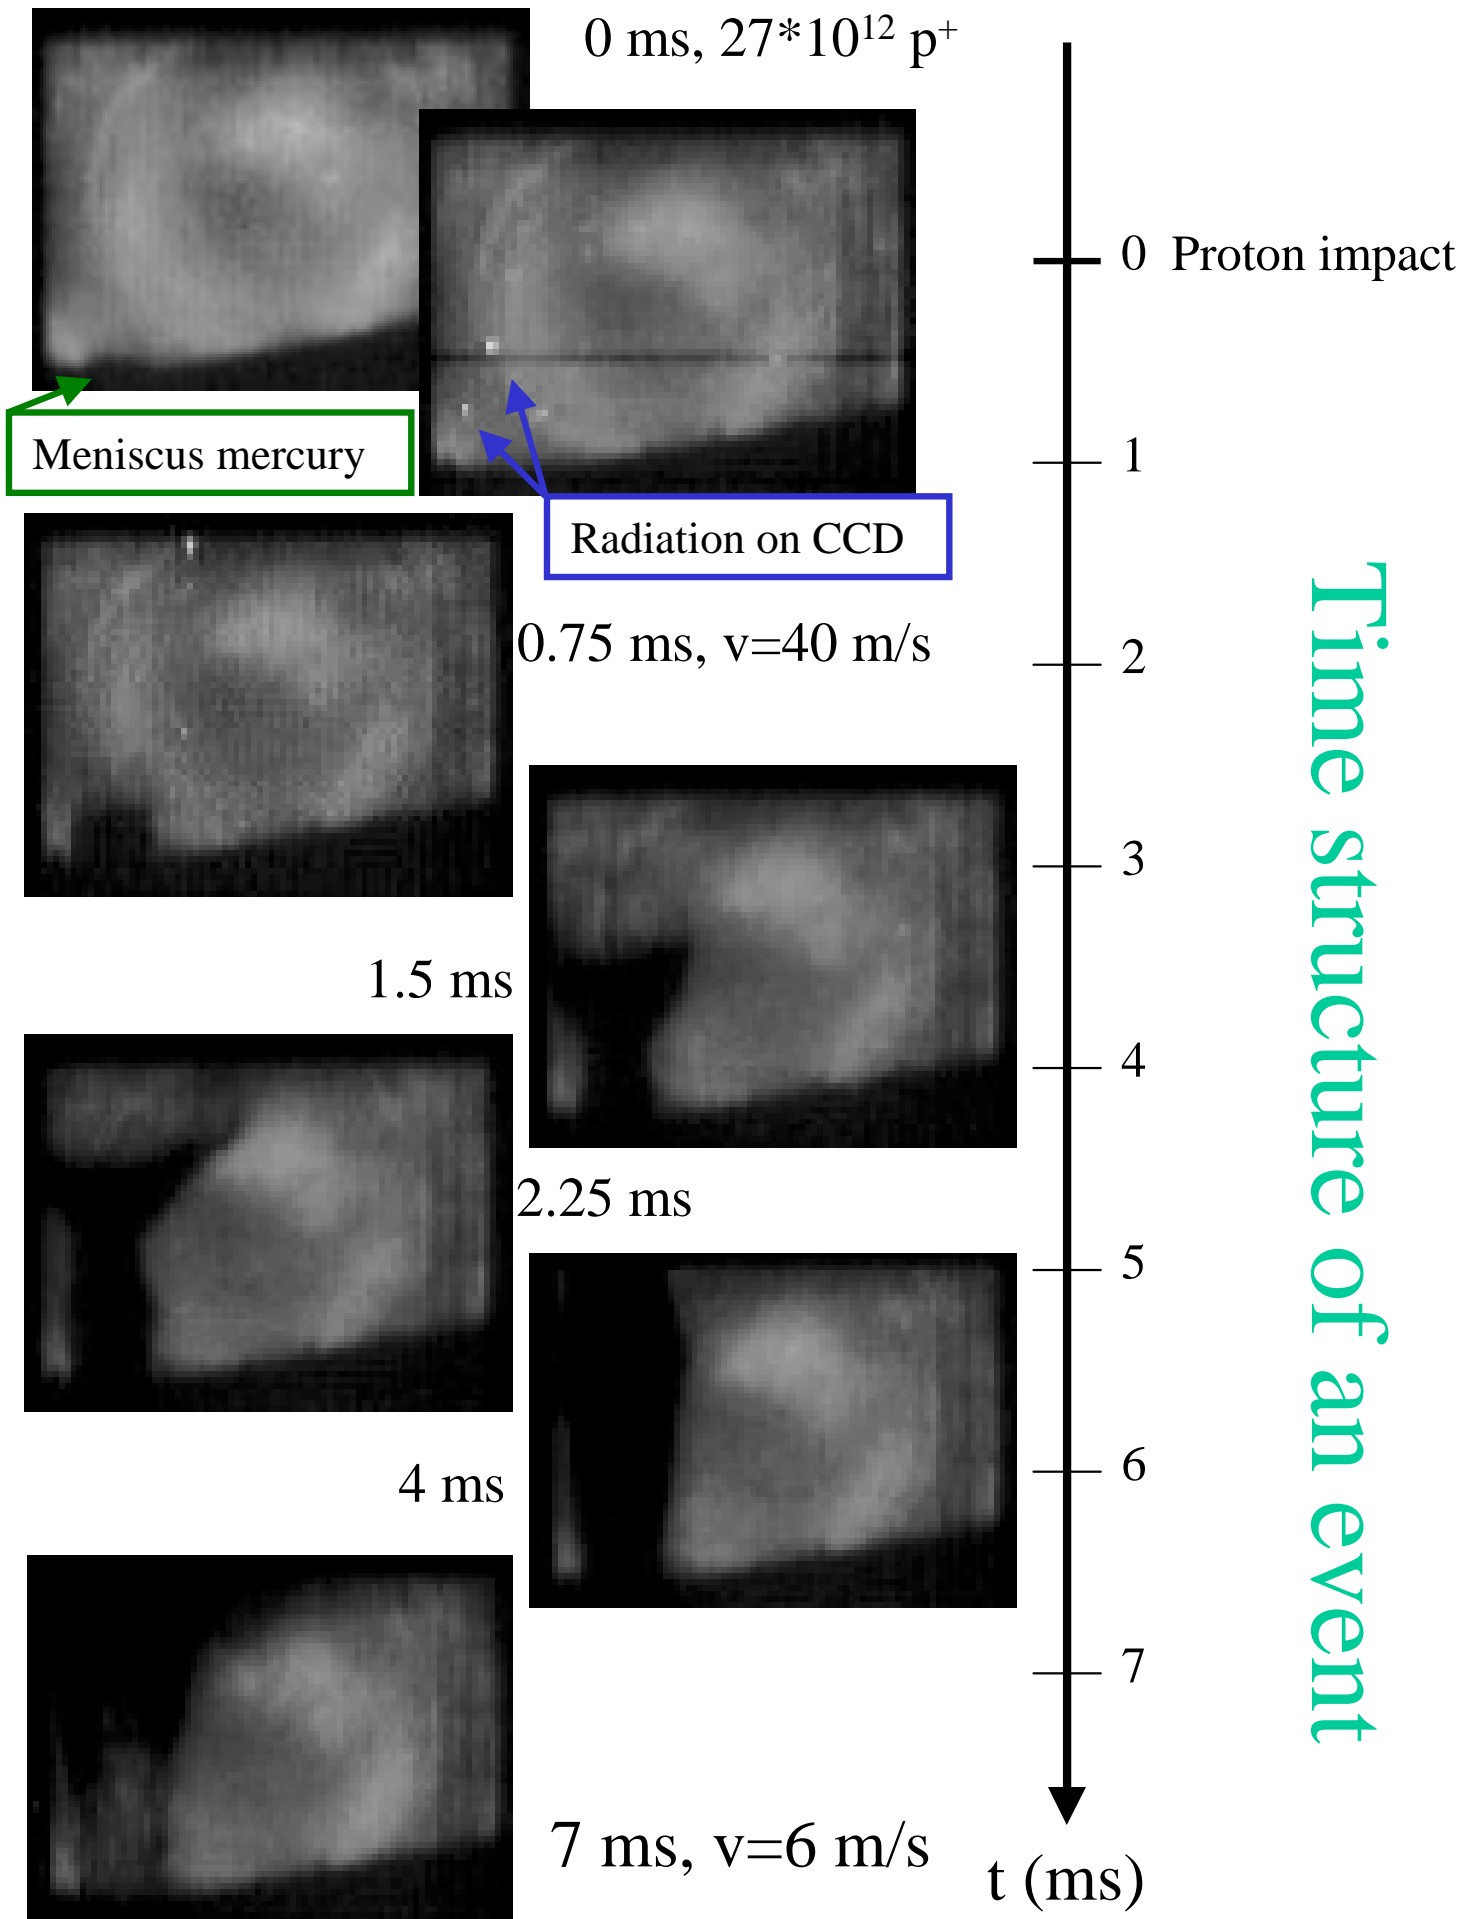 0 ms, 27*10¹² p⁺
0 Proton impact
Meniscus mercury
1
Radiation on CCD
0.75 ms, v=40 m/s
2
3
1.5 ms
4
2.25 ms
5
4 ms
6
7
7 ms, v=6 m/s
t (ms)
Time structure of an event